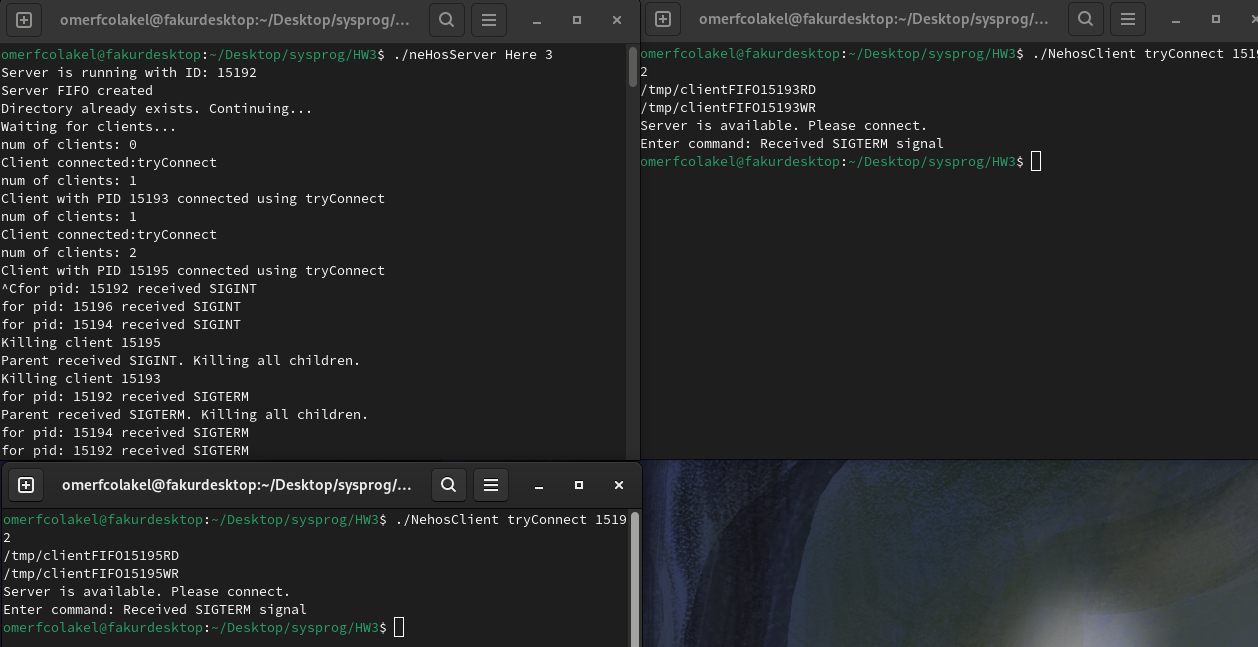 omerfcolakel@fakurdesktop:~/Desktop/sysprog/...
omerfcolakel@fakurdesktop:~/Desktop/sysprog/HW3$ ./neHosServer Here 3
Server is running with ID: 15192
Server FIFO created
Directory already exists. Continuing...
Waiting for clients...
num of clients: 0
Client connected:tryConnect
num of clients: 1
Client with PID 15193 connected using tryConnect
num of clients: 1
Client connected:tryConnect
num of clients: 2
Client with PID 15195 connected using tryConnect
^Cfor pid: 15192 received SIGINT
for pid: 15196 received SIGINT
for pid: 15194 received SIGINT
Killing client 15195
Parent received SIGINT. Killing all children.
Killing client 15193
for pid: 15192 received SIGTERM
Parent received SIGTERM. Killing all children.
for pid: 15194 received SIGTERM
for pid: 15192 received SIGTERM
omerfcolakel@fakurdesktop:~/Desktop/sysprog/...
omerfcolakel@fakurdesktop:~/Desktop/sysprog/HW3$ ./NehosClient tryConnect 1519
2
/tmp/clientFIFO15193RD
/tmp/clientFIFO15193WR
Server is available. Please connect.
Enter command: Received SIGTERM signal
omerfcolakel@fakurdesktop:~/Desktop/sysprog/HW3$
omerfcolakel@fakurdesktop:~/Desktop/sysprog/...
omerfcolakel@fakurdesktop:~/Desktop/sysprog/HW3$ ./NehosClient tryConnect 1519
2
/tmp/clientFIFO15195RD
/tmp/clientFIFO15195WR
Server is available. Please connect.
Enter command: Received SIGTERM signal
omerfcolakel@fakurdesktop:~/Desktop/sysprog/HW3$